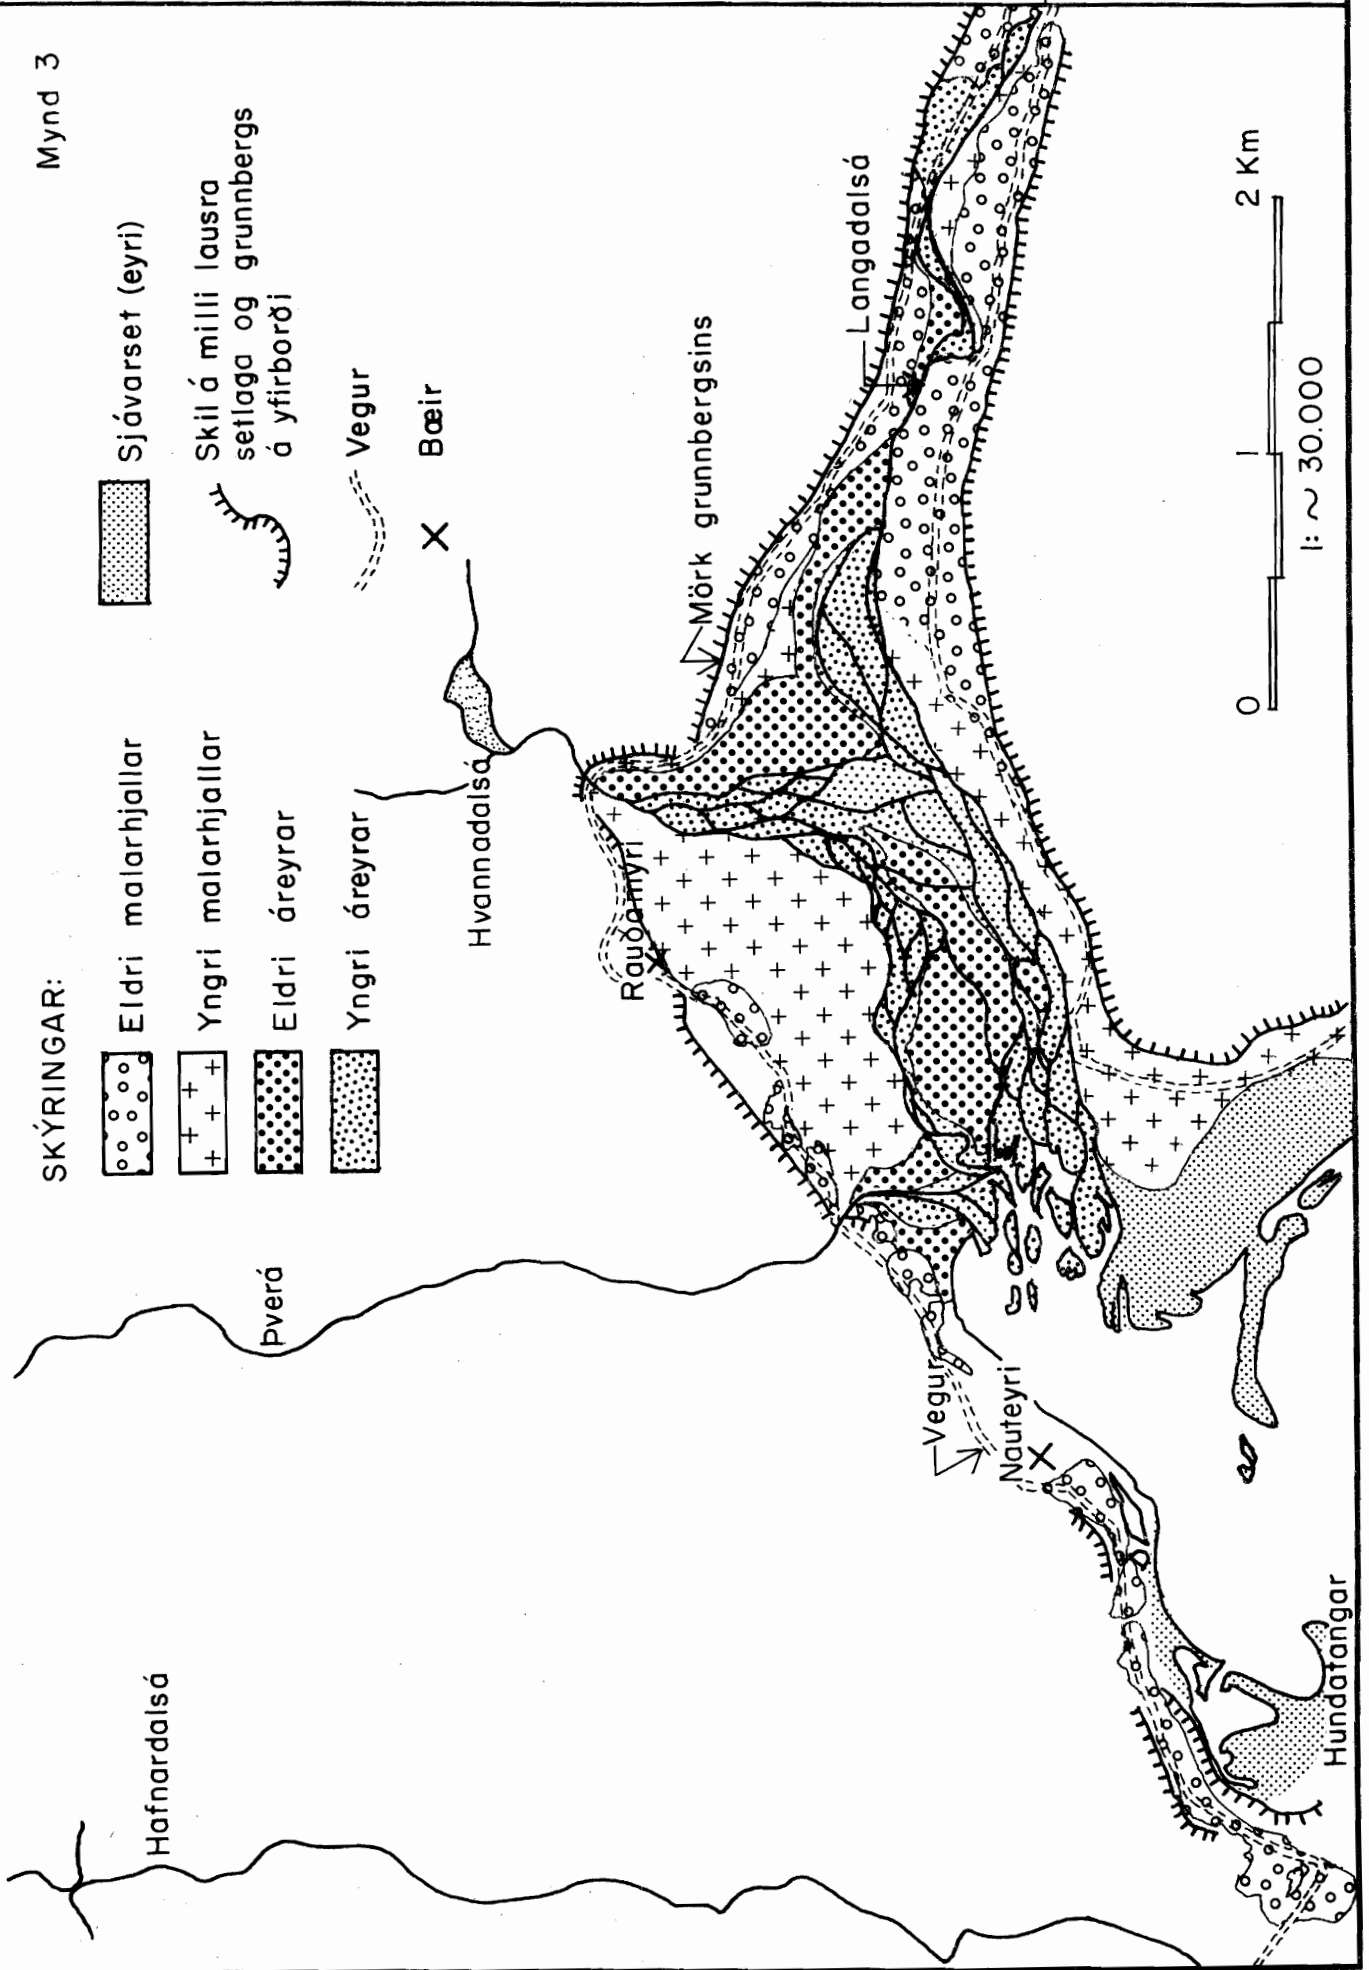 Mynd 3
SKÝRINGAR:
Eldri malarhjallar
Yngri malarhjallar
Eldri áreyrar
Yngri áreyrar
Sjávarset (eyri)
Skil á milli lausra
setlaga og grunnbergs
á yfirborði
Vegur
Bæir
Hafnardalsá
Þverá
Hvannadalsá
Rauðamýri
Mörk grunnbergsins
Langadalsá
Vegur
Nauteyri
Hundatangar
0 1 2 Km
1: ~ 30.000